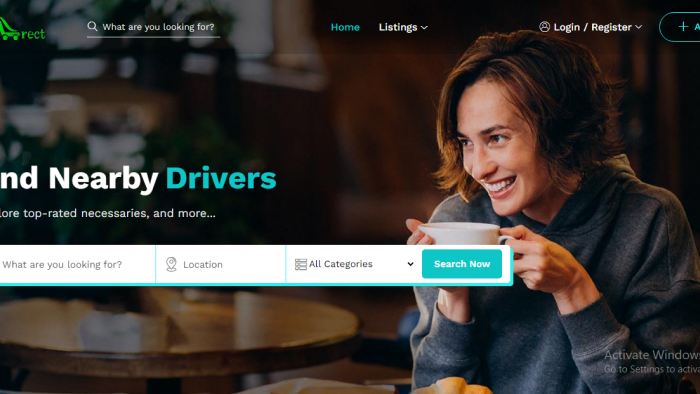 rect
What are you looking for?
Home
Listings
Login / Register
nd Nearby Drivers
lore top-rated necessaries, and more...
What are you looking for?
Location
All Categories
Search Now
Activate Windows
Go to Settings to activa